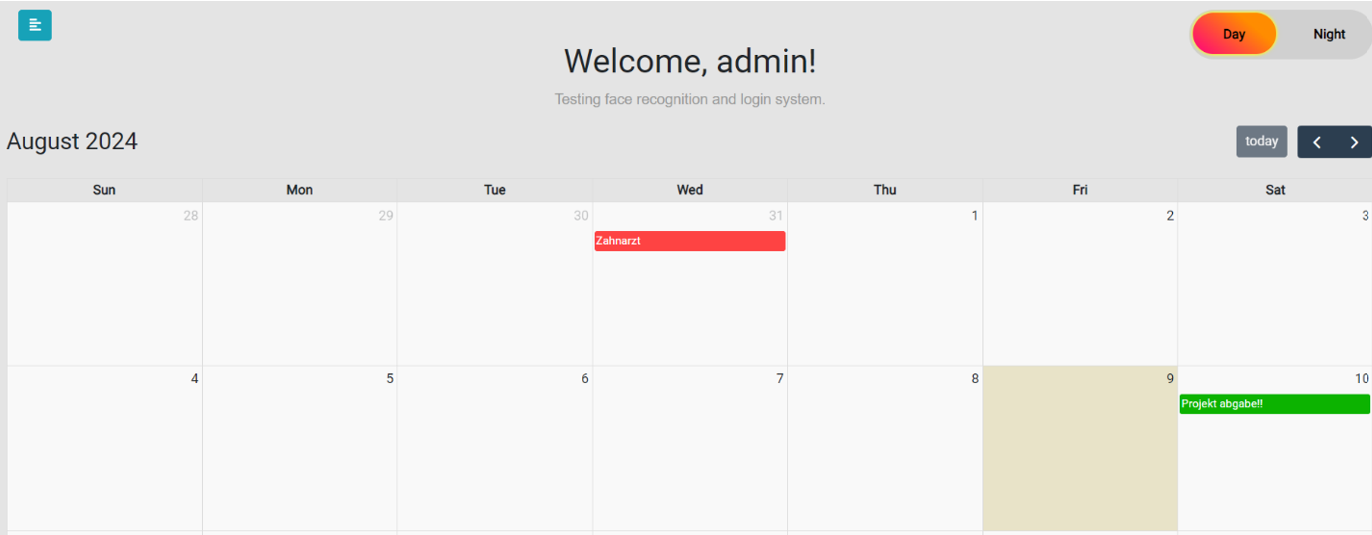 Day Night
Welcome, admin!
Testing face recognition and login system.
August 2024
today
Sun Mon Tue Wed Thu Fri Sat
28 29 30 31 1 2 3
Zahnarzt
4 5 6 7 8 9 10
Projekt abgabe!!